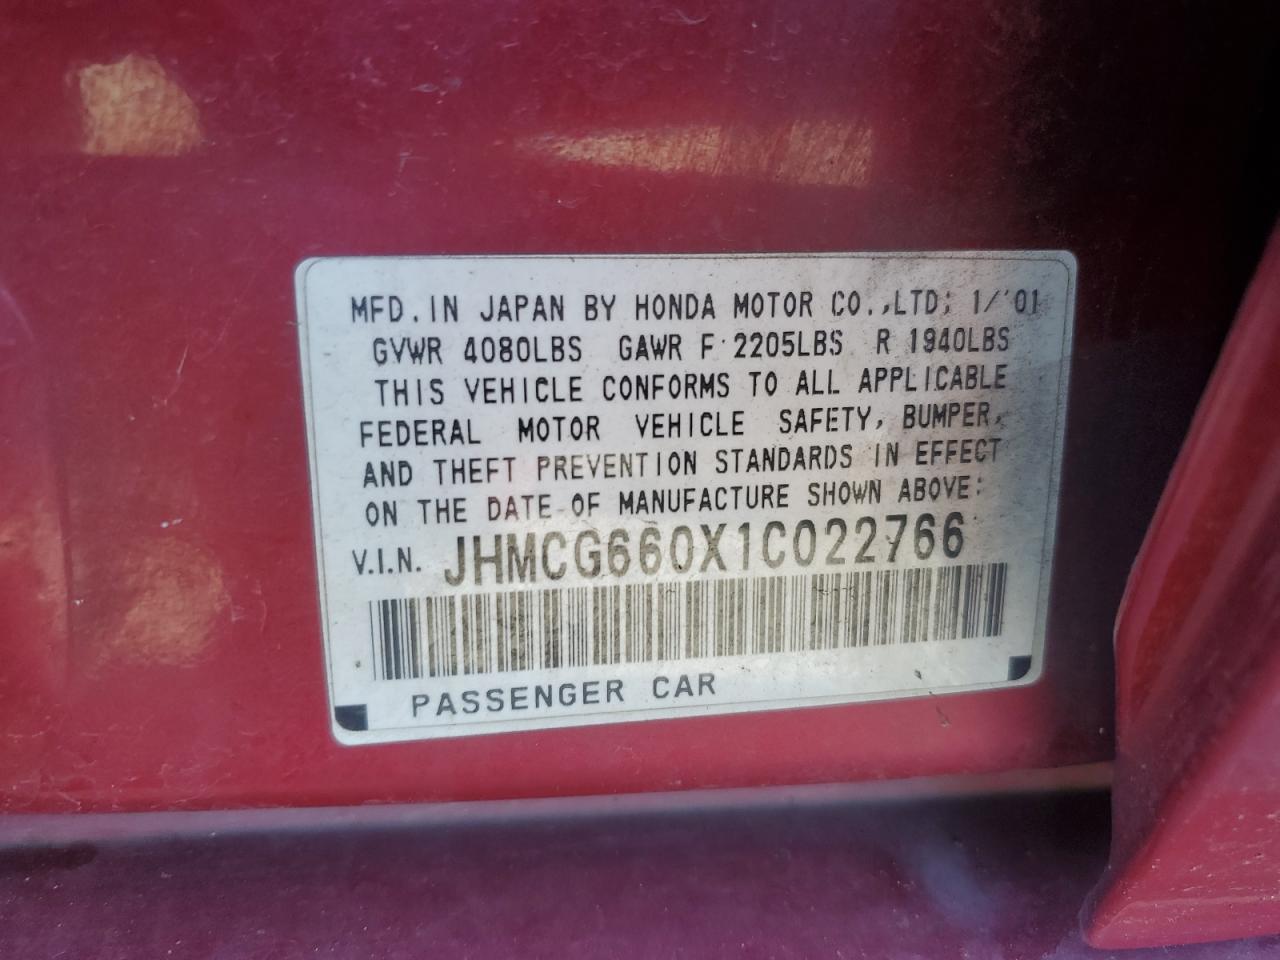 MFD. IN JAPAN BY HONDA MOTOR CO.,LTD; 1/'01
GVWR 4080LBS GAWR F 2205LBS R 1940LBS
THIS VEHICLE CONFORMS TO ALL APPLICABLE
FEDERAL MOTOR VEHICLE SAFETY, BUMPER,
AND THEFT PREVENTION STANDARDS IN EFFECT
ON THE DATE OF MANUFACTURE SHOWN ABOVE:
V.I.N. JHMCG660X1C022766
PASSENGER CAR